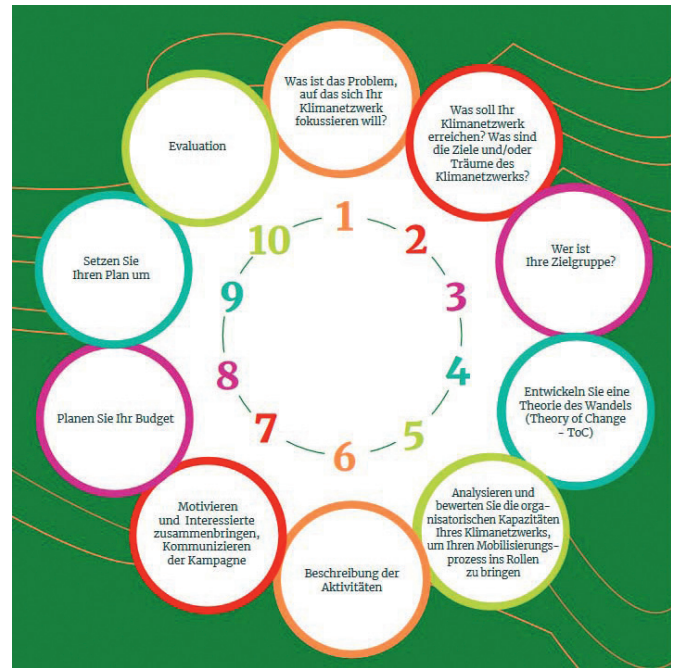 Was ist das Problem,
auf das sich Ihr
Klimanetzwerk
fokussieren will?
Was soll Ihr
Klimanetzwerk
erreichen? Was sind
die Ziele und/oder
Träume des
Klimanetzwerks?
Wer ist
Ihre Zielgruppe?
Entwickeln Sie eine
Theorie des Wandels
(Theory of Change
- ToC)
Analysieren und
bewerten Sie die orga-
nisatorischen Kapazitäten
Ihres Klimanetzwerks,
um Ihren Mobilisierungs-
prozess ins Rollen
zu bringen
Beschreibung der
Aktivitäten
Motivieren
und Interessierte
zusammenbringen,
Kommunizieren
der Kampagne
Planen Sie Ihr Budget
Setzen Sie
Ihren Plan um
Evaluation
1
2
3
4
5
6
7
8
9
10